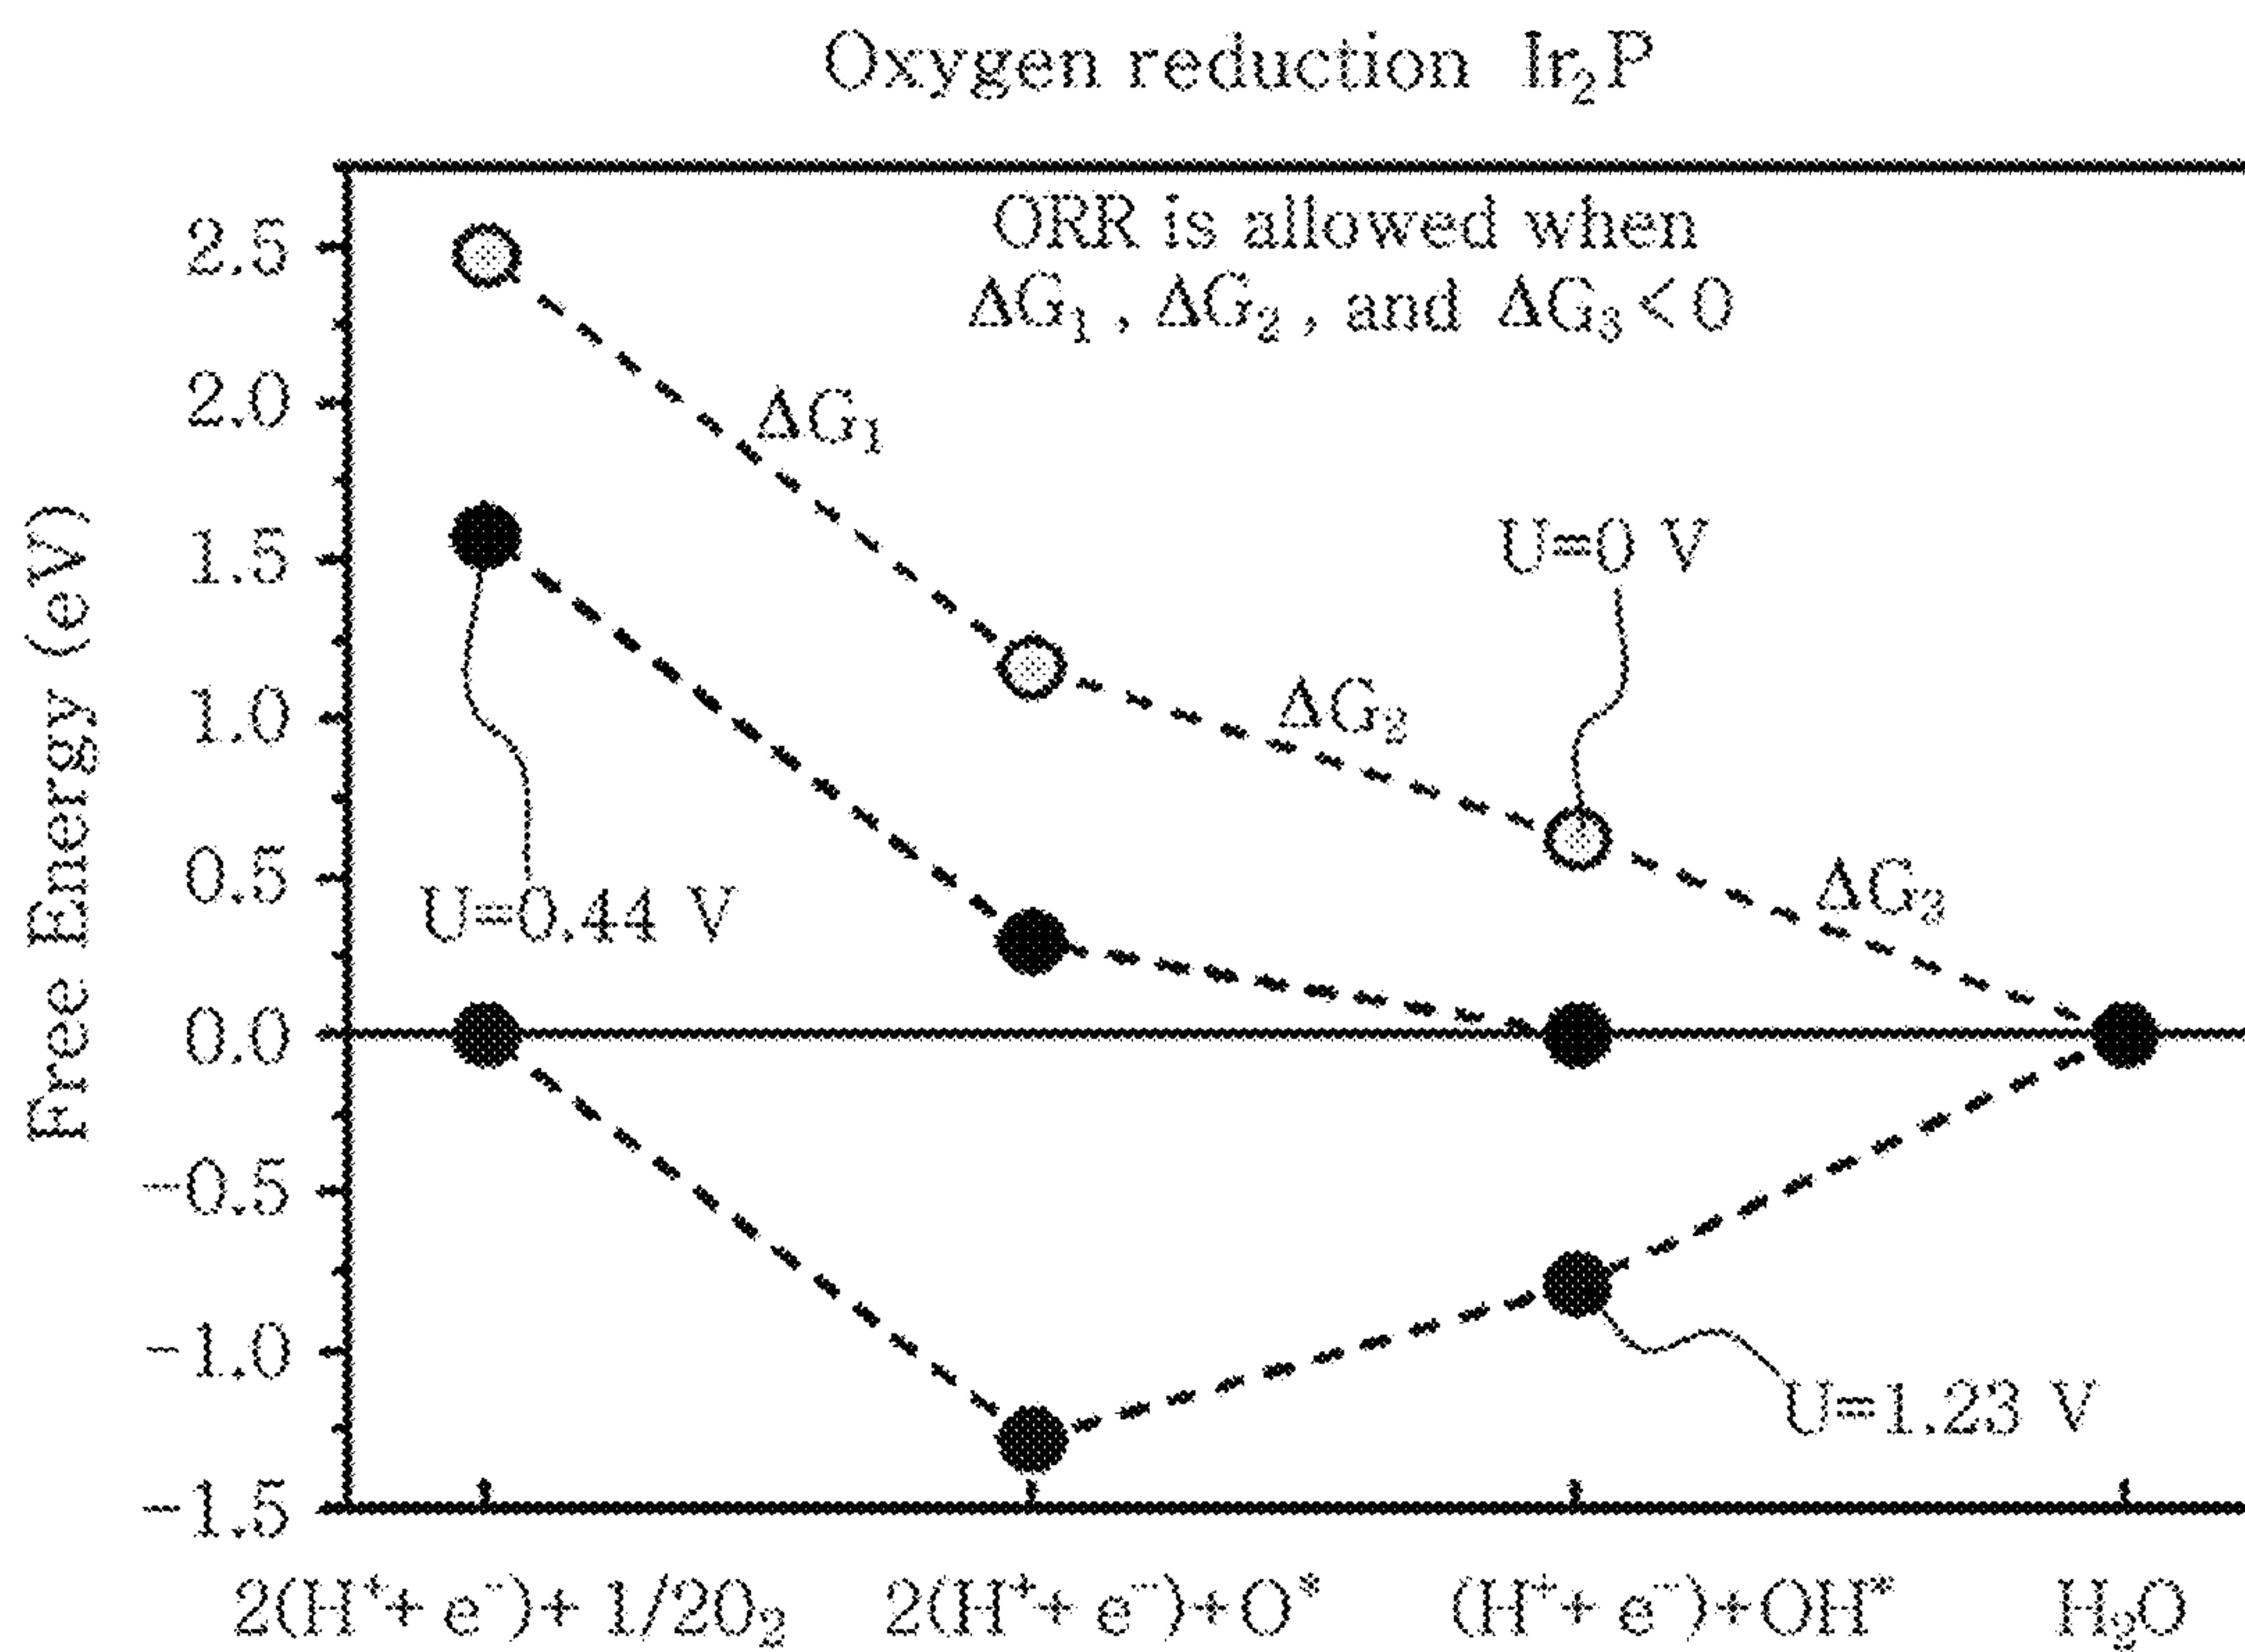 Oxygen reduction Ir₂P
ORR is allowed when
ΔG₁, ΔG₂, and ΔG₃<0
Free Energy (eV)
2.5
2.0
1.5
1.0
0.5
0.0
−0.5
−1.0
−1.5
ΔG₁
ΔG₂
ΔG₃
U=0 V
U=0.44 V
U=1.23 V
2(H⁺+ e⁻)+ 1/2O₂
2(H⁺+ e⁻)+O*
(H⁺+ e⁻)+OH*
H₂O